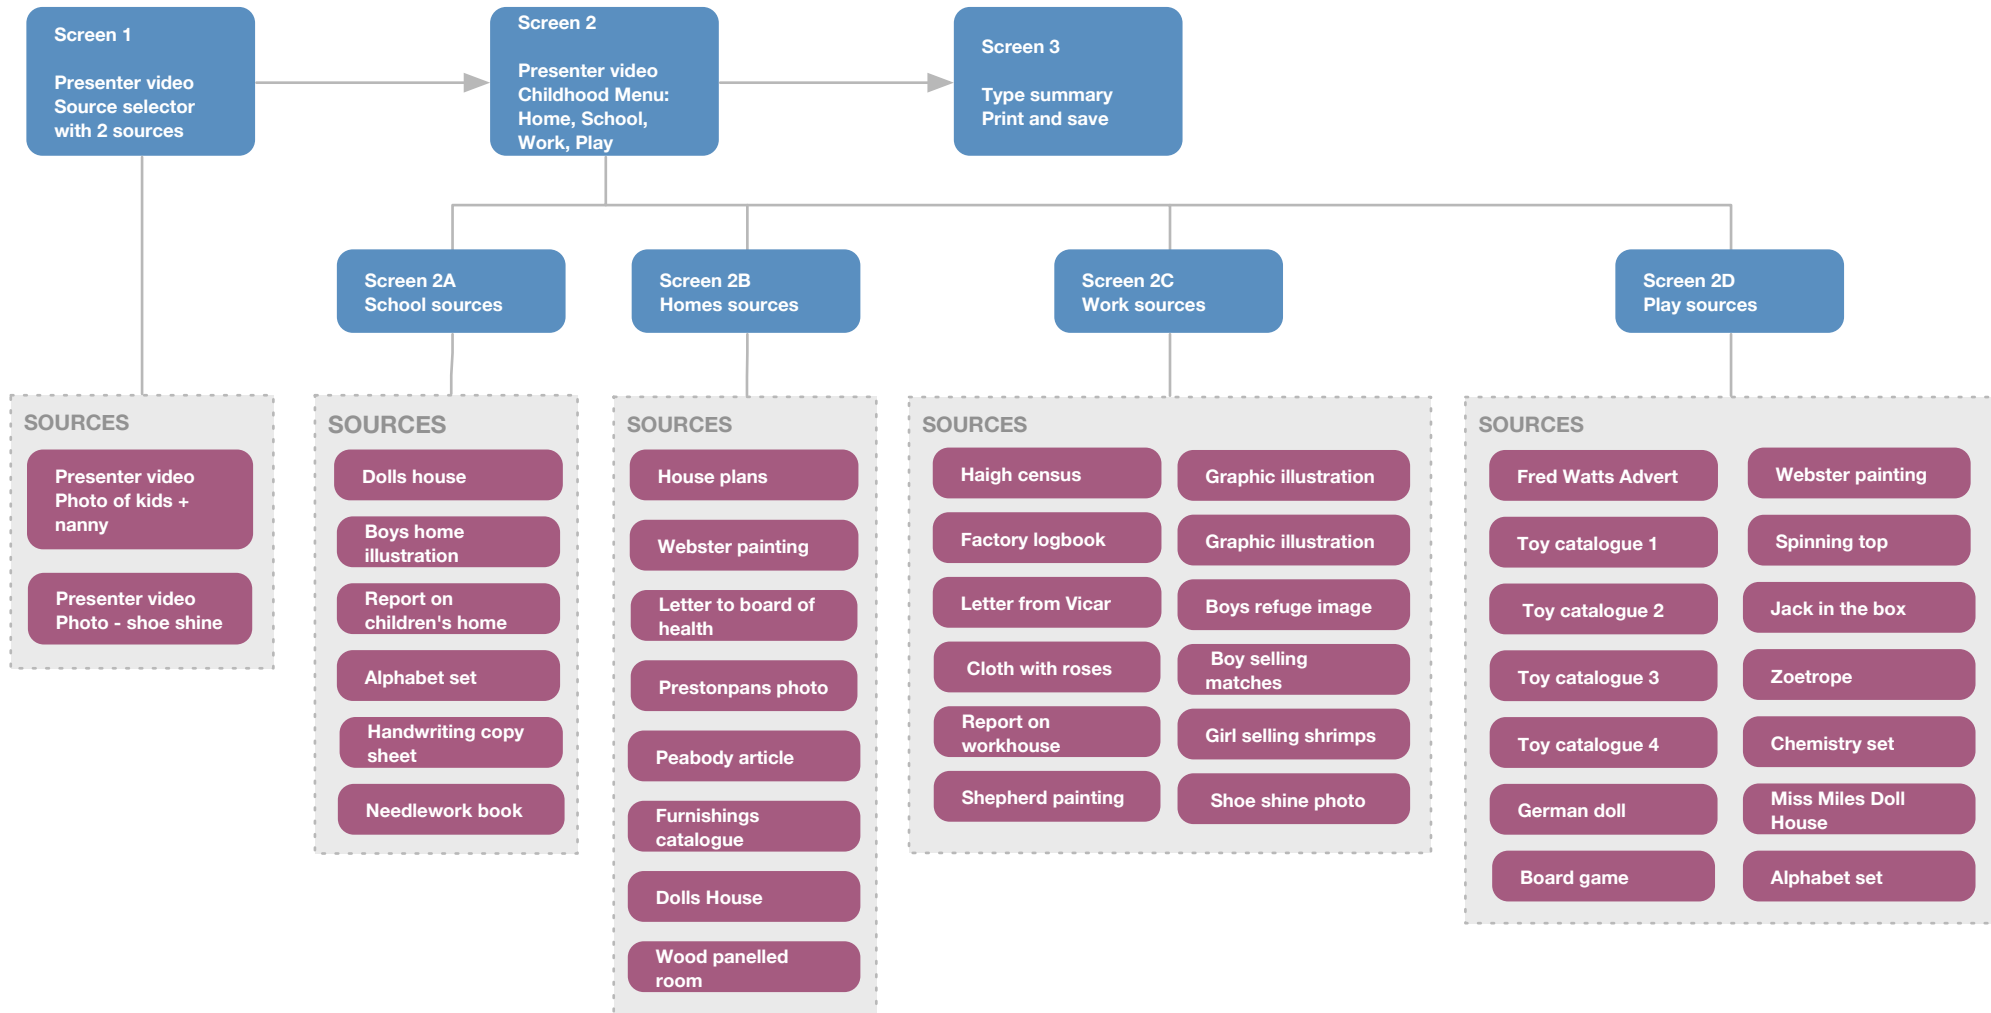 Screen 1
Presenter video
Source selector
with 2 sources
Screen 2
Presenter video
Childhood Menu:
Home, School,
Work, Play
Screen 3
Type summary
Print and save
Screen 2A
School sources
Screen 2B
Homes sources
Screen 2C
Work sources
Screen 2D
Play sources
SOURCES
Presenter video
Photo of kids +
nanny
Presenter video
Photo - shoe shine
SOURCES
Dolls house
Boys home
illustration
Report on
children's home
Alphabet set
Handwriting copy
sheet
Needlework book
SOURCES
House plans
Webster painting
Letter to board of
health
Prestonpans photo
Peabody article
Furnishings
catalogue
Dolls House
Wood panelled
room
SOURCES
Haigh census
Factory logbook
Letter from Vicar
Cloth with roses
Report on
workhouse
Shepherd painting
Graphic illustration
Graphic illustration
Boys refuge image
Boy selling
matches
Girl selling shrimps
Shoe shine photo
SOURCES
Fred Watts Advert
Toy catalogue 1
Toy catalogue 2
Toy catalogue 3
Toy catalogue 4
German doll
Board game
Webster painting
Spinning top
Jack in the box
Zoetrope
Chemistry set
Miss Miles Doll
House
Alphabet set